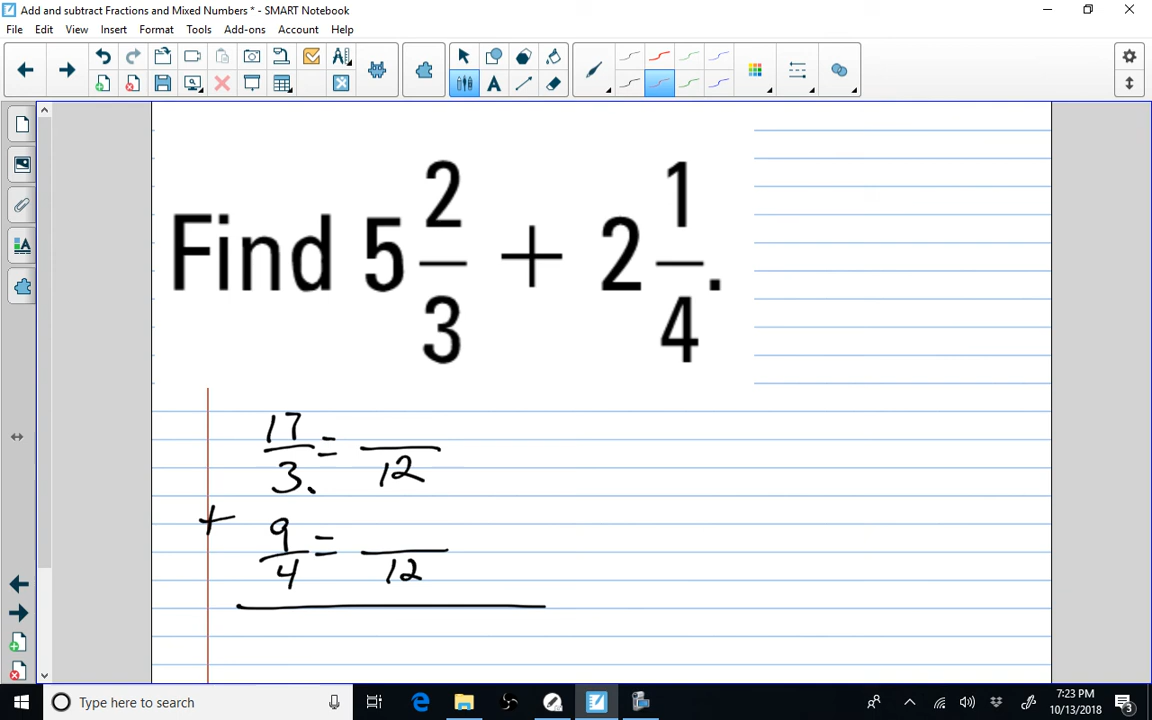 Add and subtract Fractions and Mixed Numbers * - SMART Notebook
File Edit View Insert Format Tools Add-ons Account Help
Find 5 2/3 + 2 1/4.
17/3. = /12
+ 9/4 = /12
Type here to search
7:23 PM
10/13/2018
3